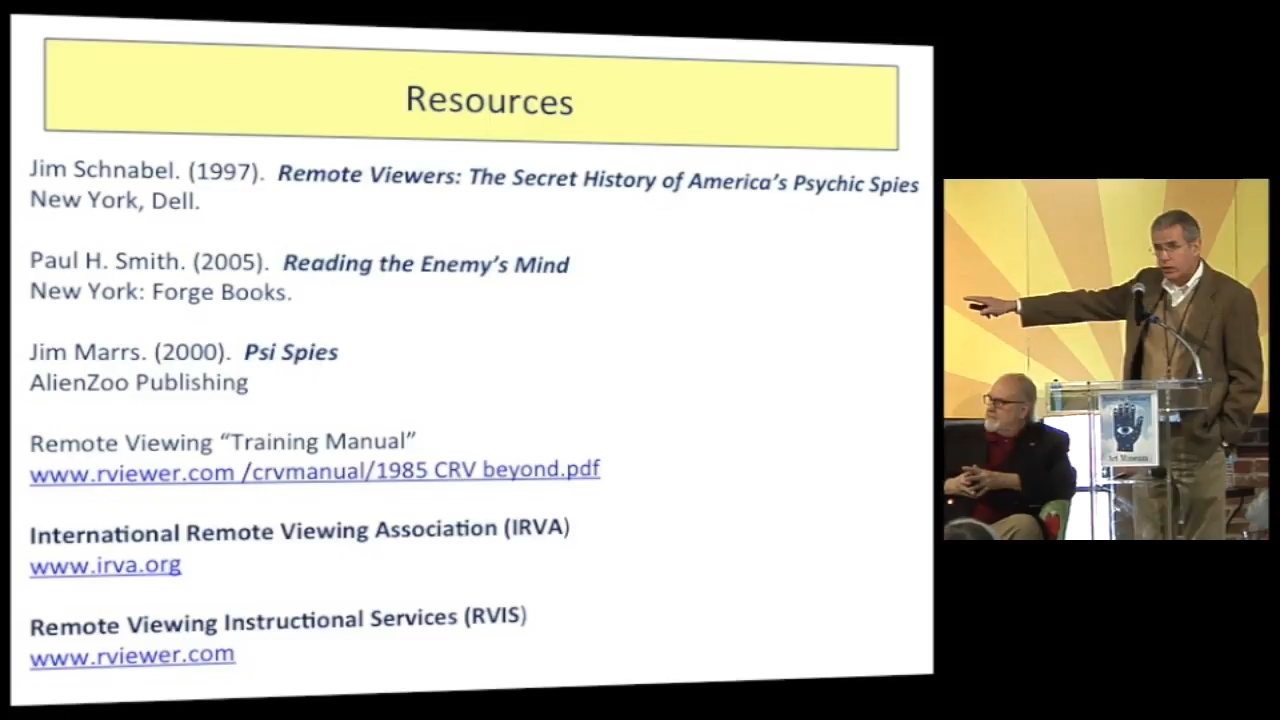 Resources
Jim Schnabel. (1997). Remote Viewers: The Secret History of America's Psychic Spies
New York, Dell.
Paul H. Smith. (2005). Reading the Enemy's Mind
New York: Forge Books.
Jim Marrs. (2000). Psi Spies
AlienZoo Publishing
Remote Viewing “Training Manual”
www.rviewer.com /crvmanual/1985 CRV beyond.pdf
International Remote Viewing Association (IRVA)
www.irva.org
Remote Viewing Instructional Services (RVIS)
www.rviewer.com
Art Museum